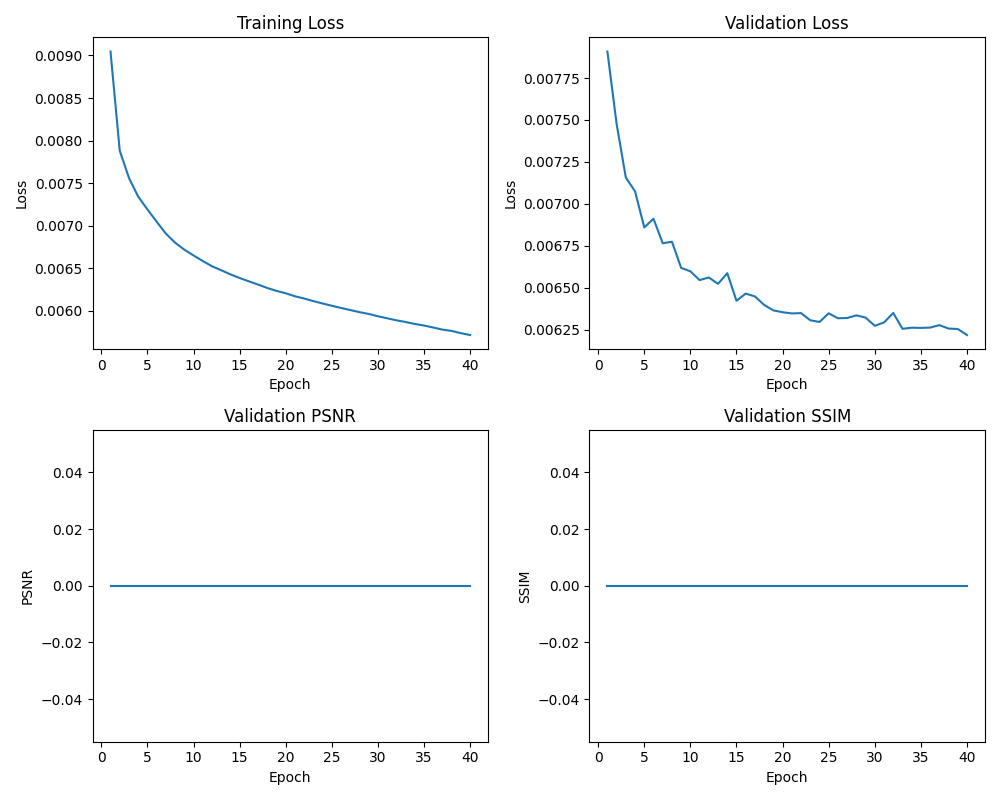 Training Loss
Loss
0.0090
0.0085
0.0080
0.0075
0.0070
0.0065
0.0060
0 5 10 15 20 25 30 35 40
Epoch
Validation Loss
Loss
0.00775
0.00750
0.00725
0.00700
0.00675
0.00650
0.00625
0 5 10 15 20 25 30 35 40
Epoch
Validation PSNR
PSNR
0.04
0.02
0.00
−0.02
−0.04
0 5 10 15 20 25 30 35 40
Epoch
Validation SSIM
SSIM
0.04
0.02
0.00
−0.02
−0.04
0 5 10 15 20 25 30 35 40
Epoch